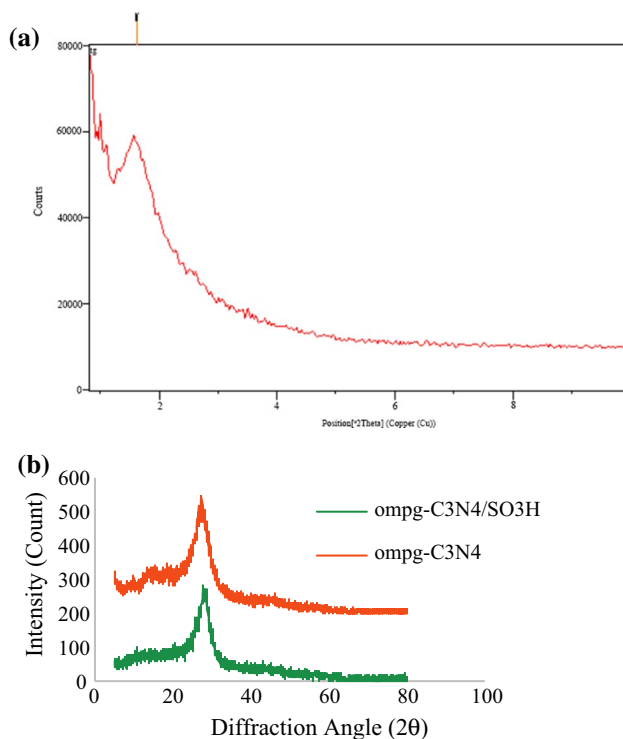 (a)
80000
60000
Counts
40000
20000
0
2
4
6
8
Position[°2Theta] (Copper (Cu))
(b)
600
500
400
300
200
100
0
Intensity (Count)
ompg-C3N4/SO3H
ompg-C3N4
0
20
40
60
80
100
Diffraction Angle (2θ)